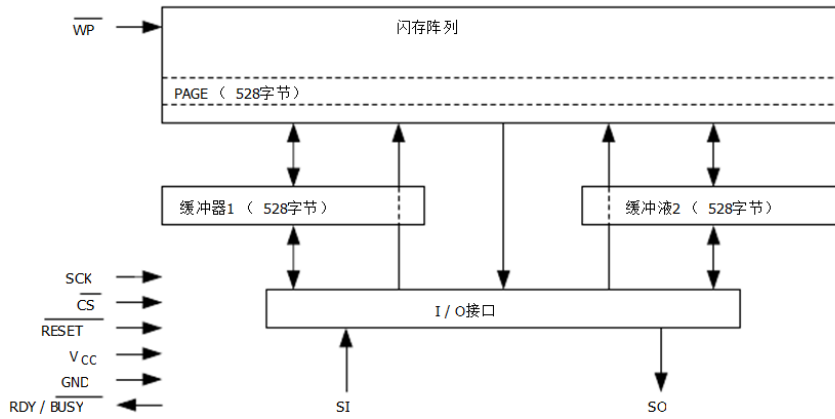 WP
闪存阵列
PAGE（ 528字节）
缓冲器1（ 528字节）
缓冲液2（ 528字节）
SCK
CS
I / O接口
RESET
VCC
GND
RDY / BUSY
SI
SO